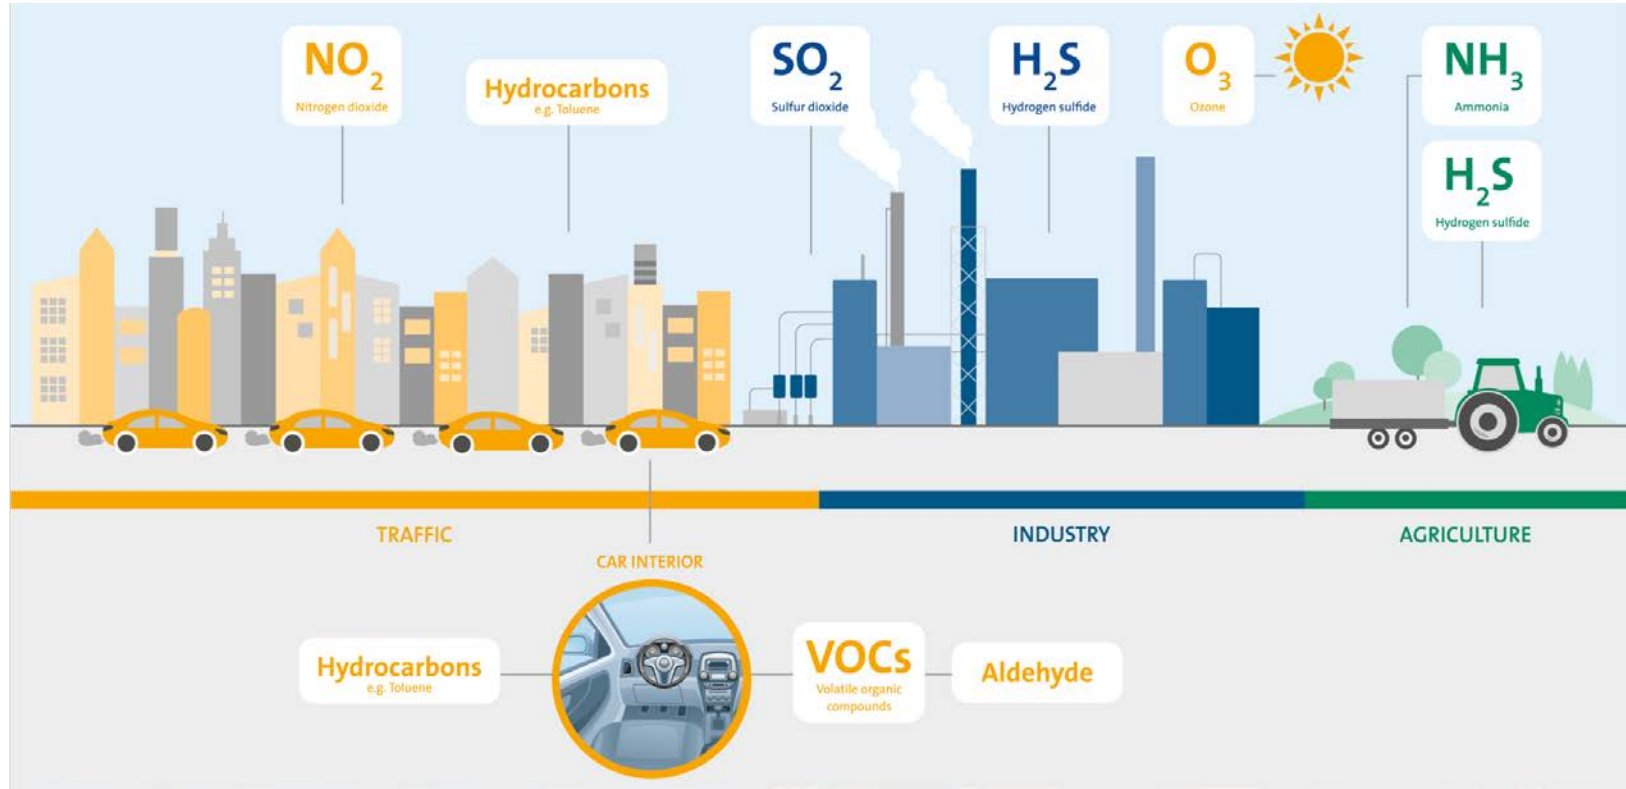 NO₂
Nitrogen dioxide
Hydrocarbons
e.g. Toluene
SO₂
Sulfur dioxide
H₂S
Hydrogen sulfide
O₃
Ozone
NH₃
Ammonia
H₂S
Hydrogen sulfide
TRAFFIC
INDUSTRY
AGRICULTURE
CAR INTERIOR
Hydrocarbons
e.g. Toluene
VOCs
Volatile organic
compounds
Aldehyde